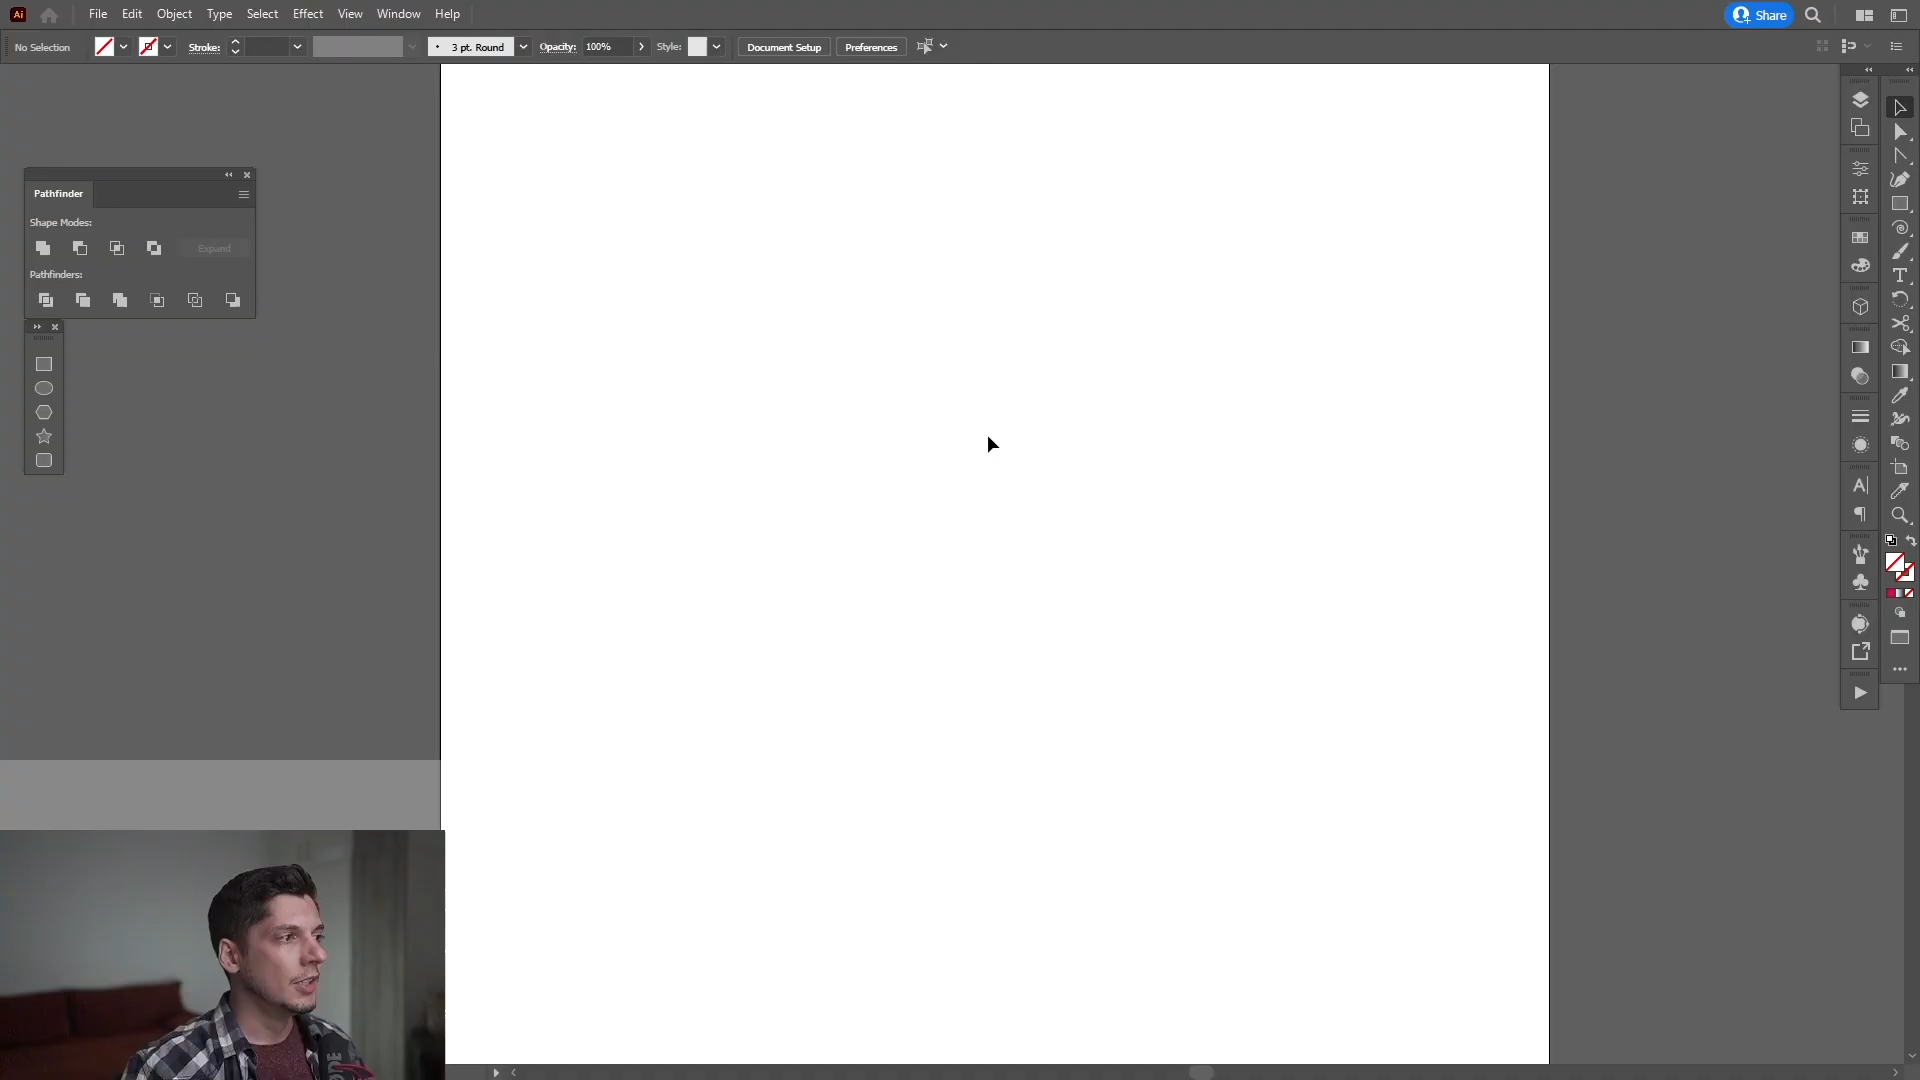 Ai File Edit Object Type Select Effect View Window Help Share
No Selection Stroke: 3 pt. Round Opacity: 100% Style: Document Setup Preferences
Pathfinder
Shape Modes:
Expand
Pathfinders: